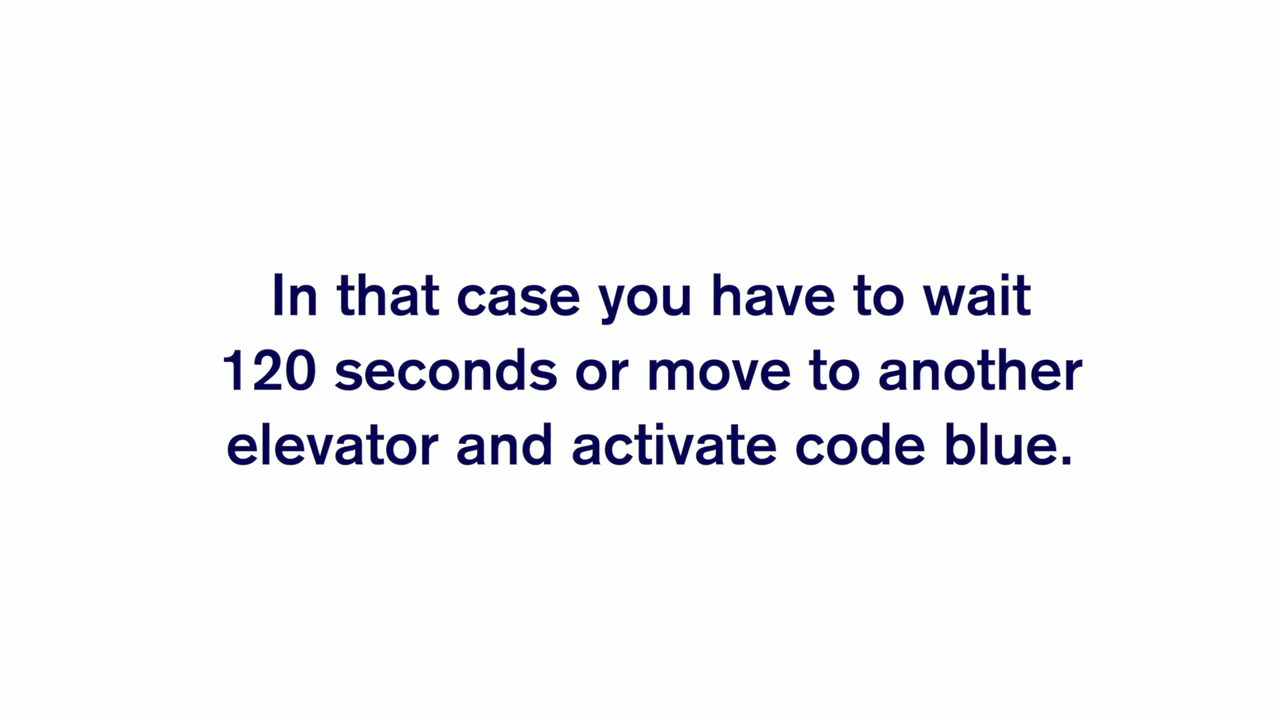 In that case you have to wait
120 seconds or move to another
elevator and activate code blue.